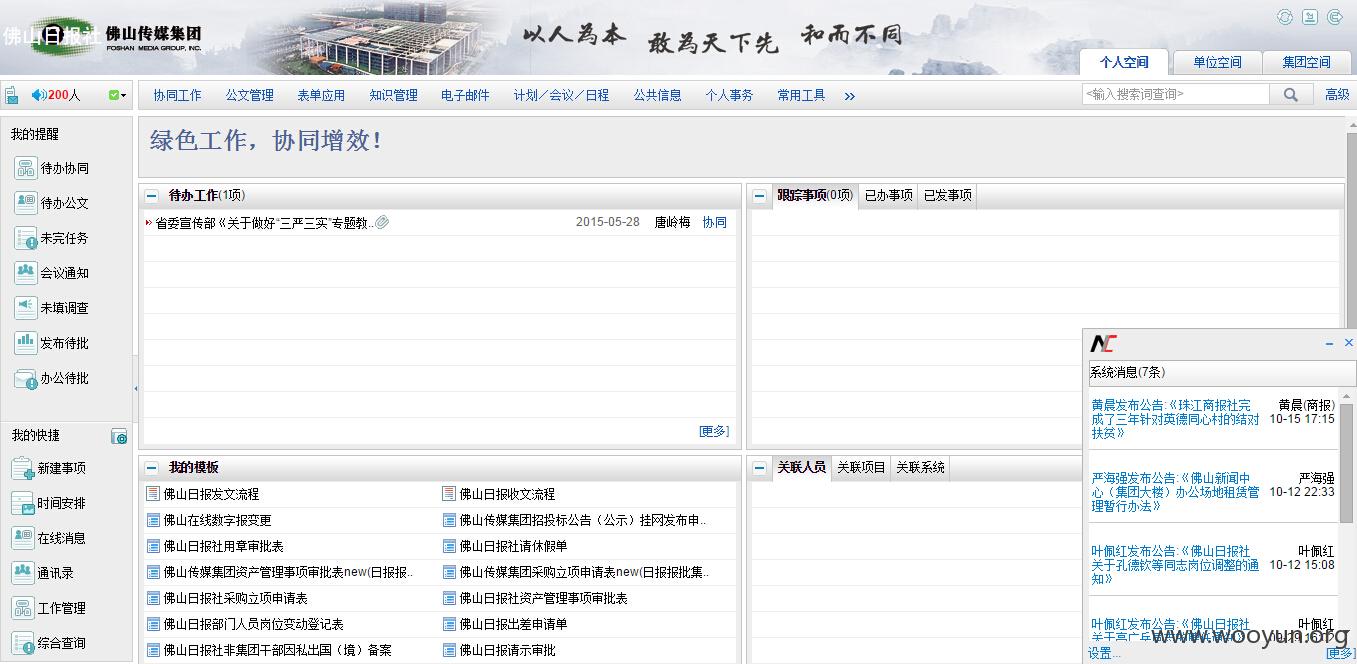 佛山日报社
佛山传媒集团
FOSHAN MEDIA GROUP, INC.
以人為本 敢為天下先 和而不同
个人空间 单位空间 集团空间
200人
协同工作 公文管理 表单应用 知识管理 电子邮件 计划／会议／日程 公共信息 个人事务 常用工具 »
<输入搜索词查询> 高级
我的提醒
待办协同
待办公文
未完任务
会议通知
未填调查
发布待批
办公待批
我的快捷
新建事项
时间安排
在线消息
通讯录
工作管理
综合查询
绿色工作，协同增效！
待办工作(1项)
省委宣传部《关于做好“三严三实”专题教.. 2015-05-28 唐岭梅 协同
[更多]
跟踪事项(0项) 已办事项 已发事项
我的模板
佛山日报发文流程 佛山日报收文流程
佛山在线数字报变更 佛山传媒集团招投标公告（公示）挂网发布申..
佛山日报社用章审批表 佛山日报社请休假单
佛山传媒集团资产管理事项审批表new(日报报.. 佛山传媒集团采购立项申请表new(日报报批集..
佛山日报社采购立项申请表 佛山日报社资产管理事项审批表
佛山日报部门人员岗位变动登记表 佛山日报出差申请单
佛山日报社非集团干部因私出国（境）备案 佛山日报请示审批
关联人员 关联项目 关联系统
系统消息(7条)
黄晨发布公告:《珠江商报社完
成了三年针对英德同心村的结对
扶贫》
黄晨(商报)
10-15 17:15
严海强发布公告:《佛山新闻中
心（集团大楼）办公场地租赁管
理暂行办法》
严海强
10-12 22:33
叶佩红发布公告:《佛山日报社
关于孔德钦等同志岗位调整的通
知》
叶佩红
10-12 15:08
叶佩红发布公告:《佛山日报社
叶佩红
设置...
[更多]
www.wooyun.org